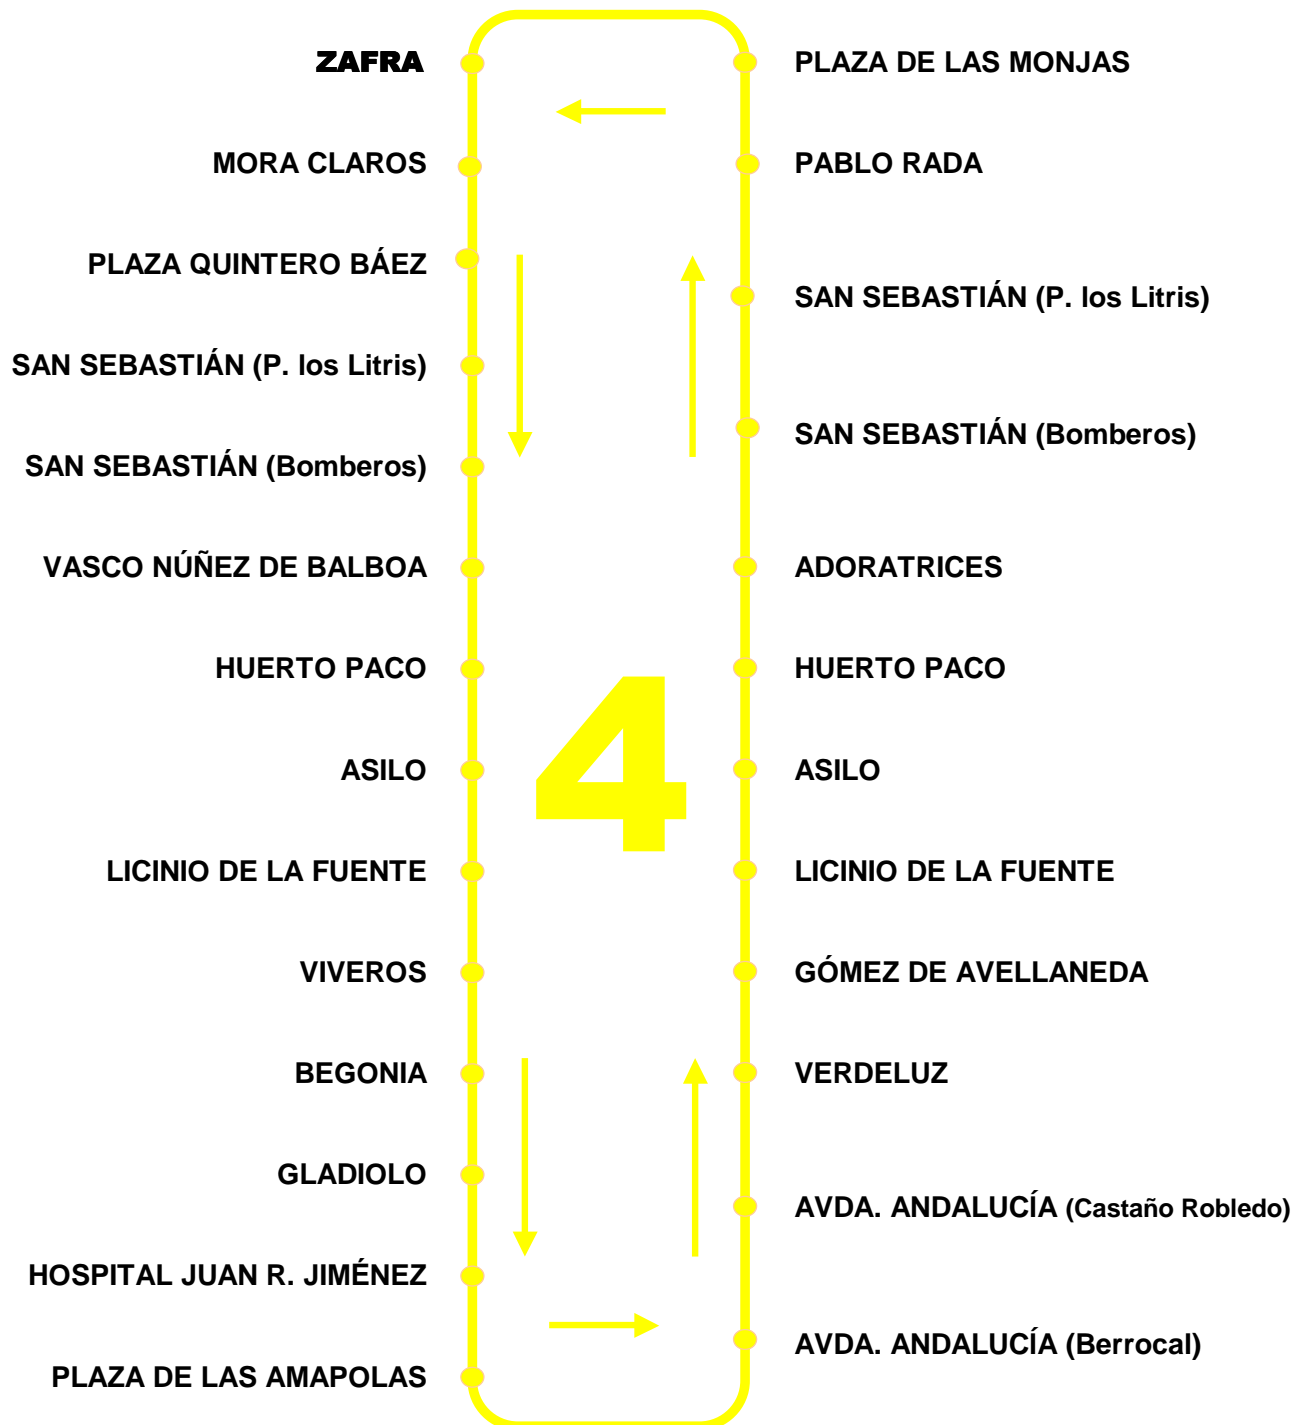 ZAFRA
MORA CLAROS
PLAZA QUINTERO BÁEZ
SAN SEBASTIÁN (P. los Litris)
SAN SEBASTIÁN (Bomberos)
VASCO NÚÑEZ DE BALBOA
HUERTO PACO
ASILO
LICINIO DE LA FUENTE
VIVEROS
BEGONIA
GLADIOLO
HOSPITAL JUAN R. JIMÉNEZ
PLAZA DE LAS AMAPOLAS
4
PLAZA DE LAS MONJAS
PABLO RADA
SAN SEBASTIÁN (P. los Litris)
SAN SEBASTIÁN (Bomberos)
ADORATRICES
HUERTO PACO
ASILO
LICINIO DE LA FUENTE
GÓMEZ DE AVELLANEDA
VERDELUZ
AVDA. ANDALUCÍA (Castaño Robledo)
AVDA. ANDALUCÍA (Berrocal)